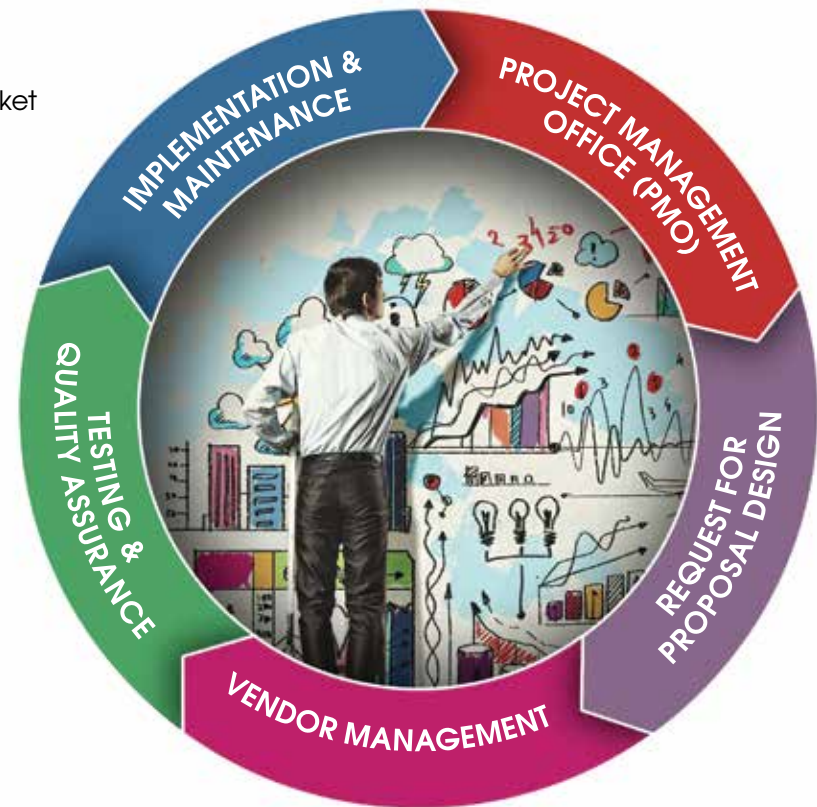 ket
IMPLEMENTATION &
MAINTENANCE
PROJECT MANAGEMENT
OFFICE (PMO)
REQUEST FOR
PROPOSAL DESIGN
VENDOR MANAGEMENT
TESTING &
QUALITY ASSURANCE